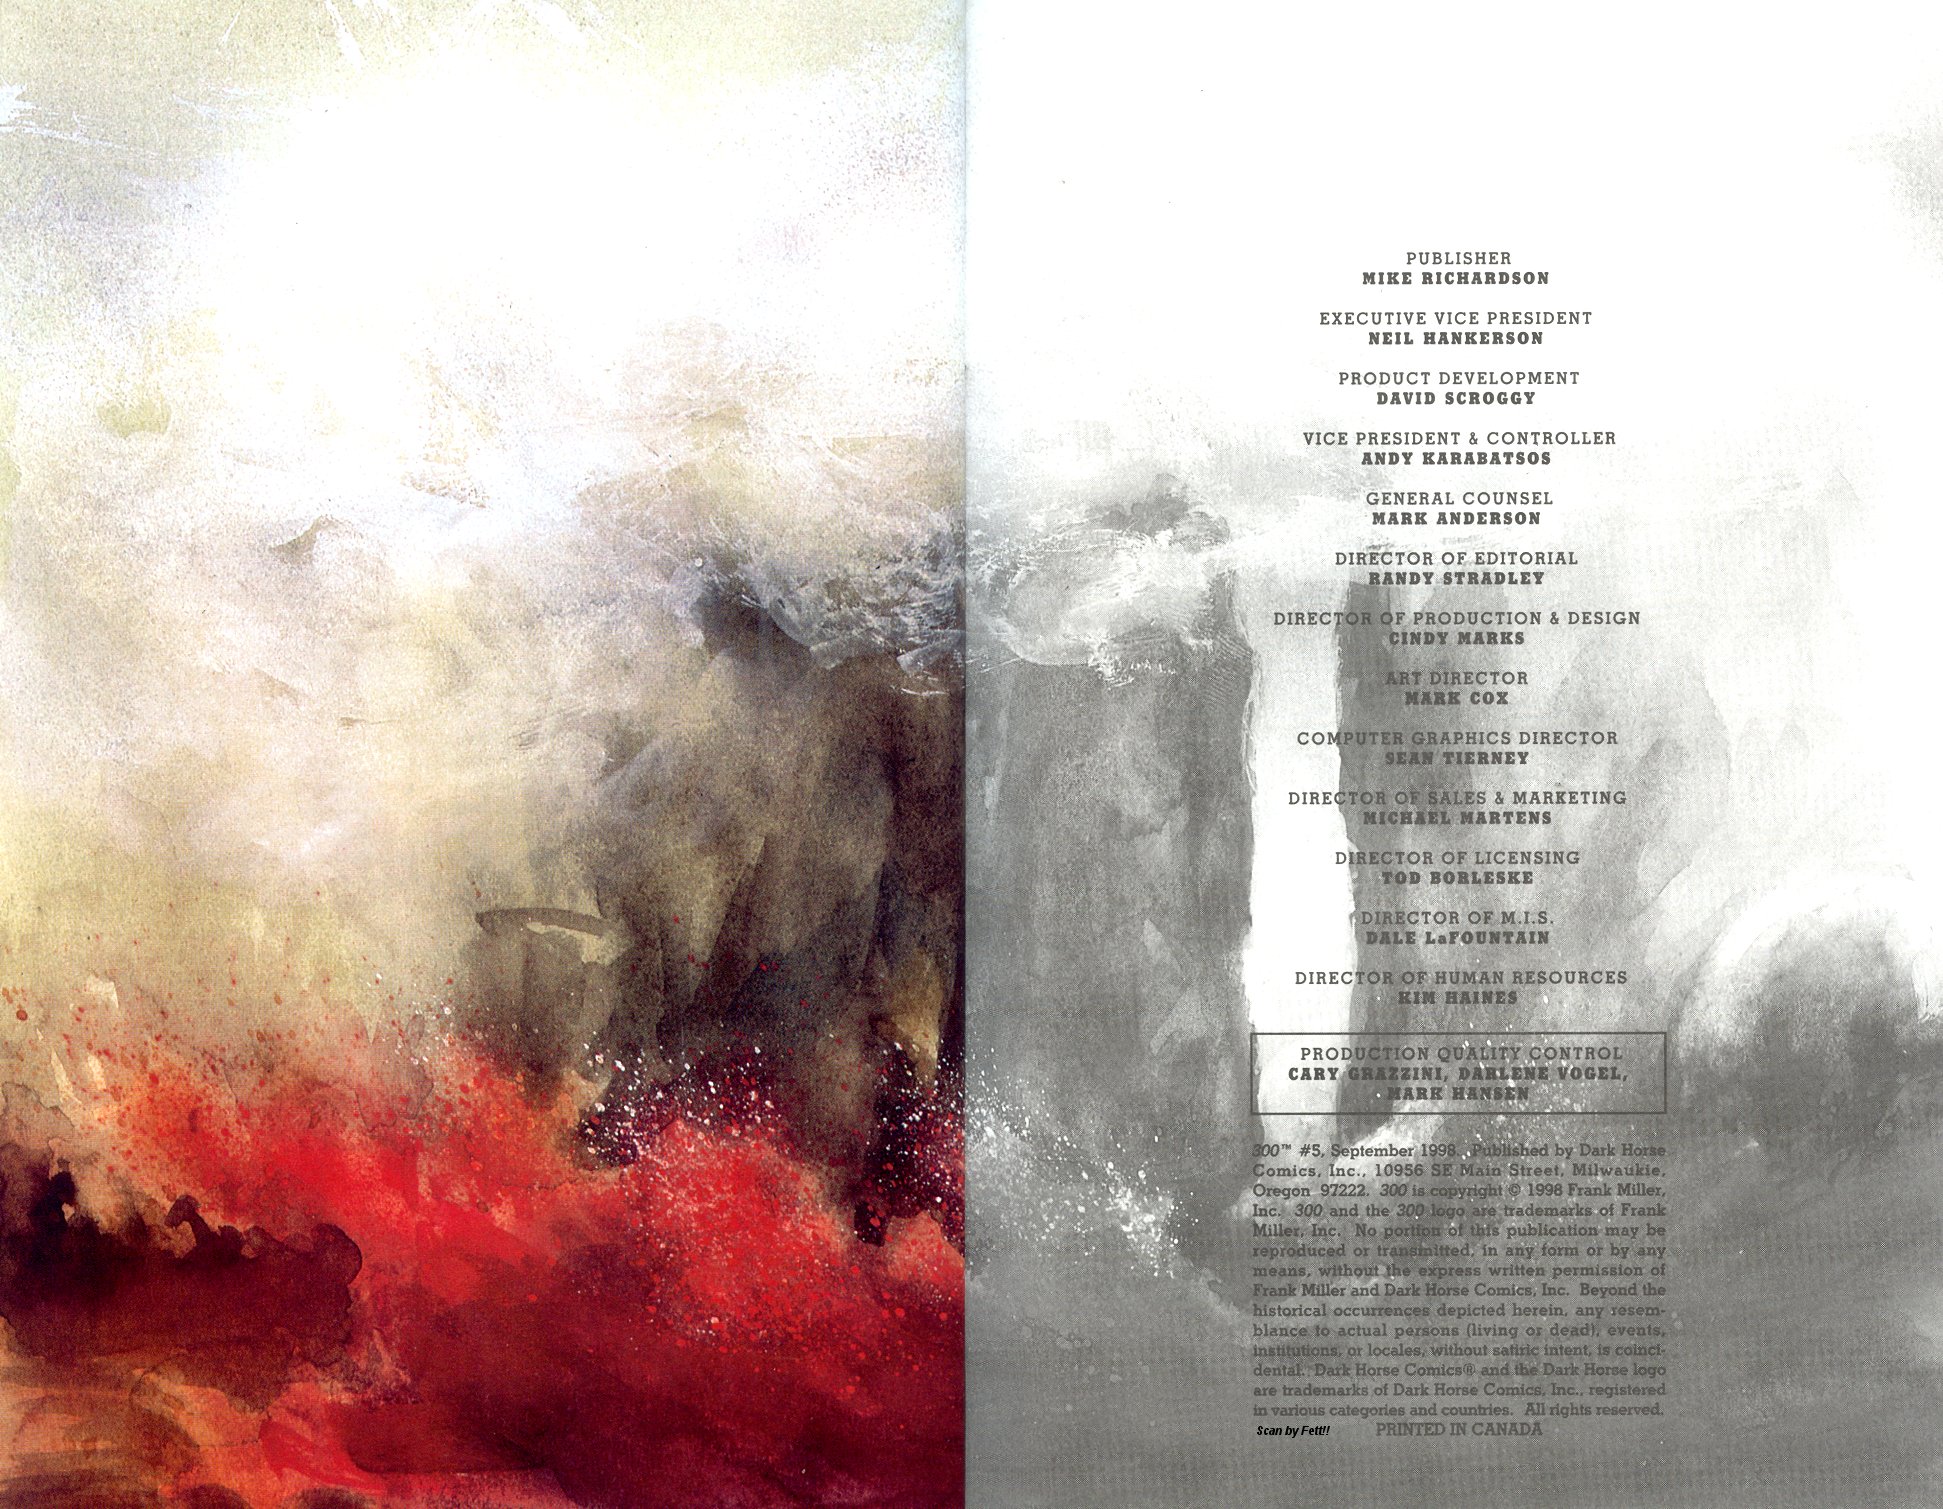 PUBLISHER
MIKE RICHARDSON
EXECUTIVE VICE PRESIDENT
NEIL HANKERSON
PRODUCT DEVELOPMENT
DAVID SCROGGY
VICE PRESIDENT & CONTROLLER
ANDY KARABATSOS
GENERAL COUNSEL
MARK ANDERSON
DIRECTOR OF EDITORIAL
RANDY STRADLEY
DIRECTOR OF PRODUCTION & DESIGN
CINDY MARKS
ART DIRECTOR
MARK COX
COMPUTER GRAPHICS DIRECTOR
SEAN TIERNEY
DIRECTOR OF SALES & MARKETING
MICHAEL MARTENS
DIRECTOR OF LICENSING
TOD BORLESKE
DIRECTOR OF M.I.S.
DALE LaFOUNTAIN
DIRECTOR OF HUMAN RESOURCES
KIM HAINES
PRODUCTION QUALITY CONTROL
CARY GRAZZINI, DARLENE VOGEL,
MARK HANSEN
300™ #5, September 1998. Published by Dark Horse
Comics, Inc., 10956 SE Main Street, Milwaukie,
Oregon 97222. 300 is copyright © 1998 Frank Miller,
Inc. 300 and the 300 logo are trademarks of Frank
Miller, Inc. No portion of this publication may be
reproduced or transmitted, in any form or by any
means, without the express written permission of
Frank Miller and Dark Horse Comics, Inc. Beyond the
historical occurrences depicted herein, any resem-
blance to actual persons (living or dead), events,
institutions, or locales, without satiric intent, is coinci-
dental. Dark Horse Comics® and the Dark Horse logo
are trademarks of Dark Horse Comics, Inc., registered
in various categories and countries. All rights reserved.
Scan by Fett!! PRINTED IN CANADA